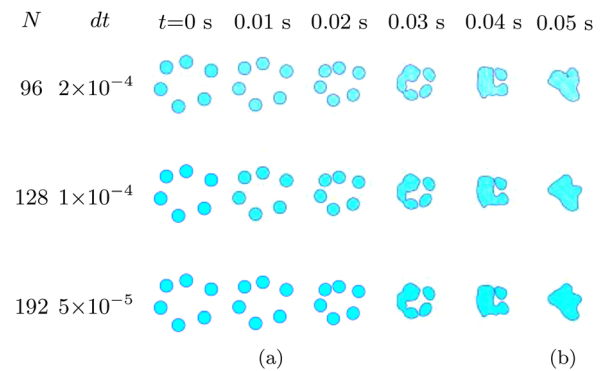 N dt t=0 s 0.01 s 0.02 s 0.03 s 0.04 s 0.05 s
96 2×10⁻⁴
128 1×10⁻⁴
192 5×10⁻⁵
(a) (b)